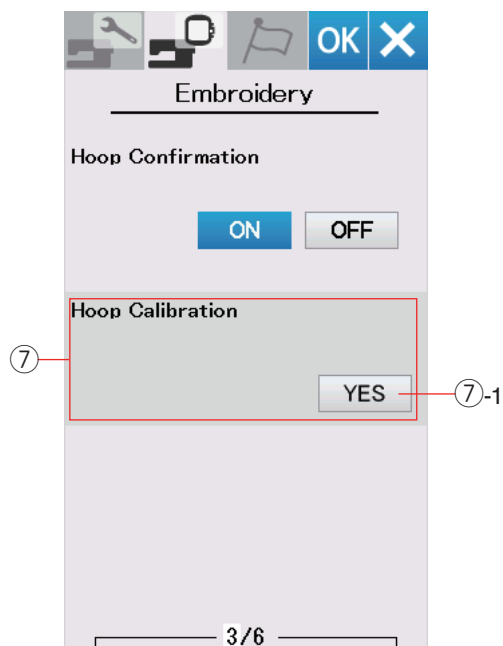 OK
Embroidery
Hoop Confirmation
ON OFF
Hoop Calibration
⑦
YES ⑦-1
3/6